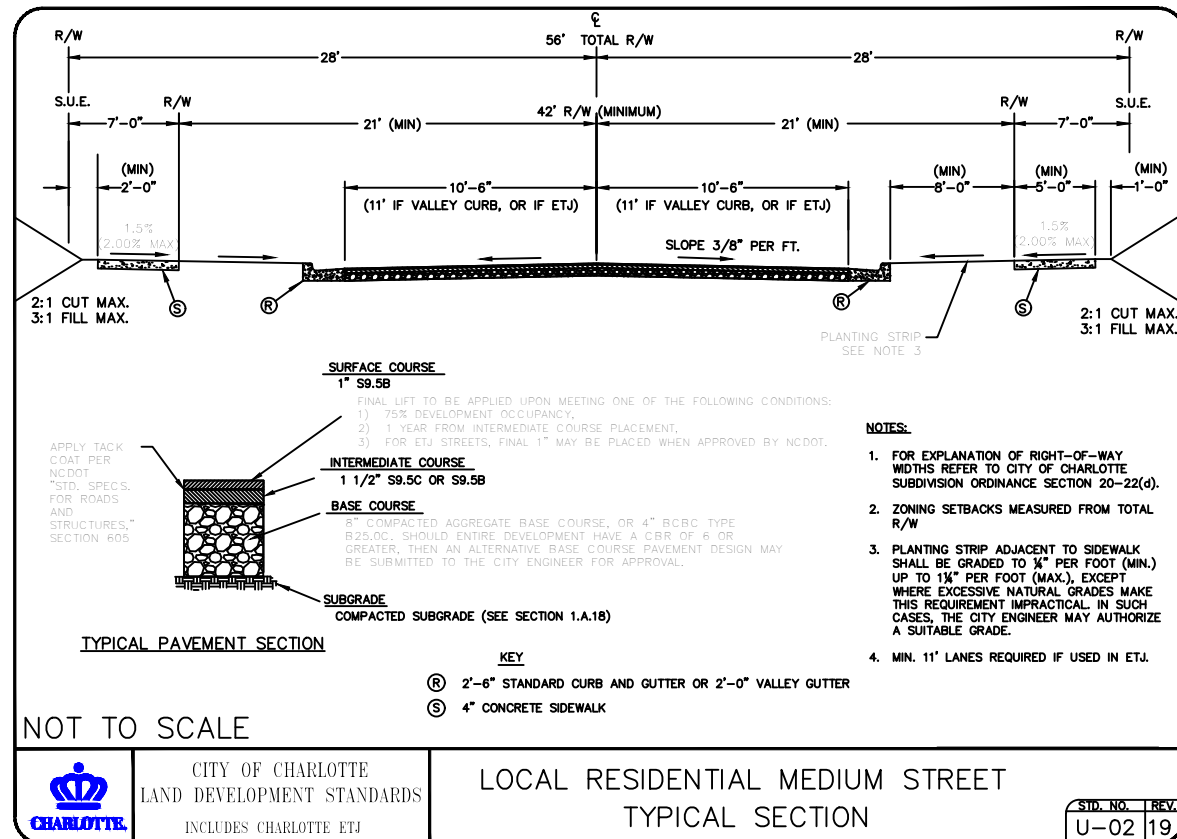 ℄
R/W
56' TOTAL R/W
R/W
28'
28'
S.U.E.
R/W
42' R/W (MINIMUM)
R/W
S.U.E.
7'-0"
21' (MIN)
21' (MIN)
7'-0"
(MIN)
2'-0"
10'-6"
(11' IF VALLEY CURB, OR IF ETJ)
10'-6"
(11' IF VALLEY CURB, OR IF ETJ)
(MIN)
8'-0"
(MIN)
5'-0"
(MIN)
1'-0"
1.5%
(2.00% MAX)
SLOPE 3/8" PER FT.
1.5%
(2.00% MAX)
2:1 CUT MAX.
3:1 FILL MAX.
S
R
R
S
2:1 CUT MAX.
3:1 FILL MAX.
PLANTING STRIP
SEE NOTE 3
SURFACE COURSE
1" S9.5B
FINAL LIFT TO BE APPLIED UPON MEETING ONE OF THE FOLLOWING CONDITIONS:
1) 75% DEVELOPMENT OCCUPANCY,
2) 1 YEAR FROM INTERMEDIATE COURSE PLACEMENT,
3) FOR ETJ STREETS, FINAL 1" MAY BE PLACED WHEN APPROVED BY NCDOT.
APPLY TACK
COAT PER
NCDOT
"STD. SPECS.
FOR ROADS
AND
STRUCTURES,"
SECTION 605
INTERMEDIATE COURSE
1 1/2" S9.5C OR S9.5B
BASE COURSE
8" COMPACTED AGGREGATE BASE COURSE, OR 4" BCBC TYPE
B25.0C. SHOULD ENTIRE DEVELOPMENT HAVE A CBR OF 6 OR
GREATER, THEN AN ALTERNATIVE BASE COURSE PAVEMENT DESIGN MAY
BE SUBMITTED TO THE CITY ENGINEER FOR APPROVAL.
SUBGRADE
COMPACTED SUBGRADE (SEE SECTION 1.A.18)
TYPICAL PAVEMENT SECTION
NOTES:
1. FOR EXPLANATION OF RIGHT-OF-WAY
WIDTHS REFER TO CITY OF CHARLOTTE
SUBDIVISION ORDINANCE SECTION 20-22(d).
2. ZONING SETBACKS MEASURED FROM TOTAL
R/W
3. PLANTING STRIP ADJACENT TO SIDEWALK
SHALL BE GRADED TO ¼" PER FOOT (MIN.)
UP TO 1¼" PER FOOT (MAX.), EXCEPT
WHERE EXCESSIVE NATURAL GRADES MAKE
THIS REQUIREMENT IMPRACTICAL. IN SUCH
CASES, THE CITY ENGINEER MAY AUTHORIZE
A SUITABLE GRADE.
4. MIN. 11' LANES REQUIRED IF USED IN ETJ.
KEY
R 2'-6" STANDARD CURB AND GUTTER OR 2'-0" VALLEY GUTTER
S 4" CONCRETE SIDEWALK
NOT TO SCALE
CHARLOTTE.
CITY OF CHARLOTTE
LAND DEVELOPMENT STANDARDS
INCLUDES CHARLOTTE ETJ
LOCAL RESIDENTIAL MEDIUM STREET
TYPICAL SECTION
STD. NO. REV.
U-02 19